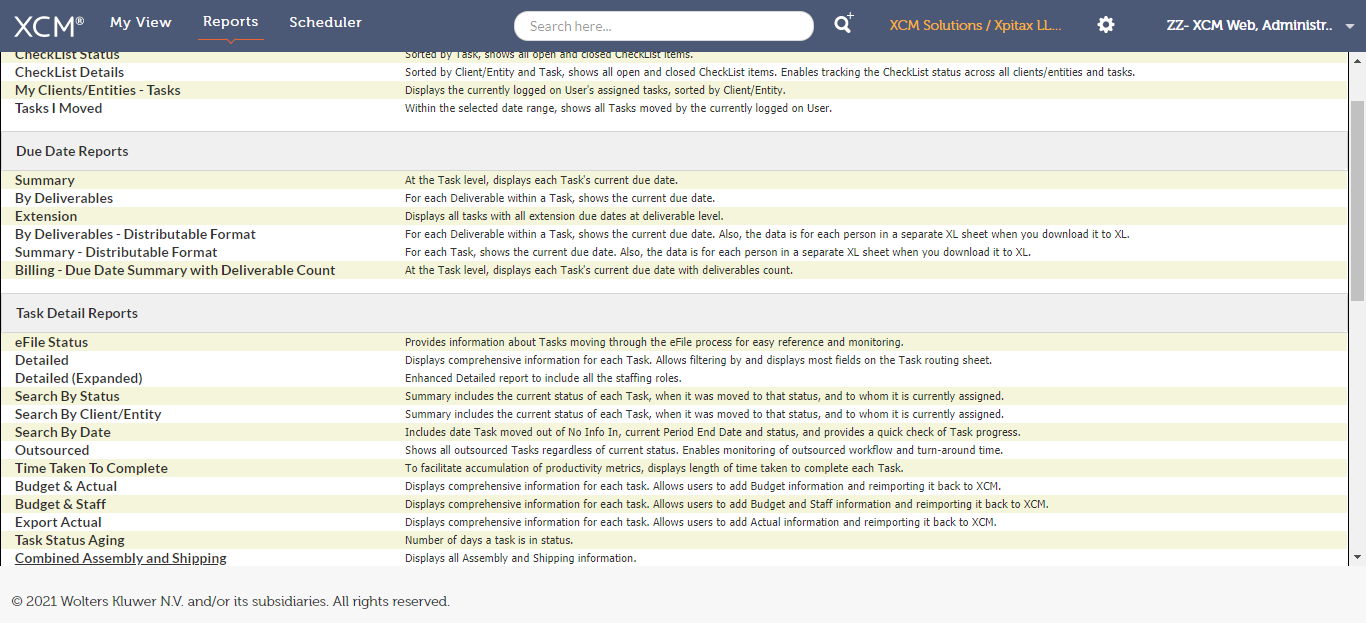 XCM® My View Reports Scheduler Search here... XCM Solutions / Xpitax LL... ZZ- XCM Web, Administr..
CheckList Status Sorted by Task, shows all open and closed CheckList items.
CheckList Details Sorted by Client/Entity and Task, shows all open and closed CheckList items. Enables tracking the CheckList status across all clients/entities and tasks.
My Clients/Entities - Tasks Displays the currently logged on User's assigned tasks, sorted by Client/Entity.
Tasks I Moved Within the selected date range, shows all Tasks moved by the currently logged on User.
Due Date Reports
Summary At the Task level, displays each Task's current due date.
By Deliverables For each Deliverable within a Task, shows the current due date.
Extension Displays all tasks with all extension due dates at deliverable level.
By Deliverables - Distributable Format For each Deliverable within a Task, shows the current due date. Also, the data is for each person in a separate XL sheet when you download it to XL.
Summary - Distributable Format For each Task, shows the current due date. Also, the data is for each person in a separate XL sheet when you download it to XL.
Billing - Due Date Summary with Deliverable Count At the Task level, displays each Task's current due date with deliverables count.
Task Detail Reports
eFile Status Provides information about Tasks moving through the eFile process for easy reference and monitoring.
Detailed Displays comprehensive information for each Task. Allows filtering by and displays most fields on the Task routing sheet.
Detailed (Expanded) Enhanced Detailed report to include all the staffing roles.
Search By Status Summary includes the current status of each Task, when it was moved to that status, and to whom it is currently assigned.
Search By Client/Entity Summary includes the current status of each Task, when it was moved to that status, and to whom it is currently assigned.
Search By Date Includes date Task moved out of No Info In, current Period End Date and status, and provides a quick check of Task progress.
Outsourced Shows all outsourced Tasks regardless of current status. Enables monitoring of outsourced workflow and turn-around time.
Time Taken To Complete To facilitate accumulation of productivity metrics, displays length of time taken to complete each Task.
Budget & Actual Displays comprehensive information for each task. Allows users to add Budget information and reimporting it back to XCM.
Budget & Staff Displays comprehensive information for each task. Allows users to add Budget and Staff information and reimporting it back to XCM.
Export Actual Displays comprehensive information for each task. Allows users to add Actual information and reimporting it back to XCM.
Task Status Aging Number of days a task is in status.
Combined Assembly and Shipping Displays all Assembly and Shipping information.
© 2021 Wolters Kluwer N.V. and/or its subsidiaries. All rights reserved.